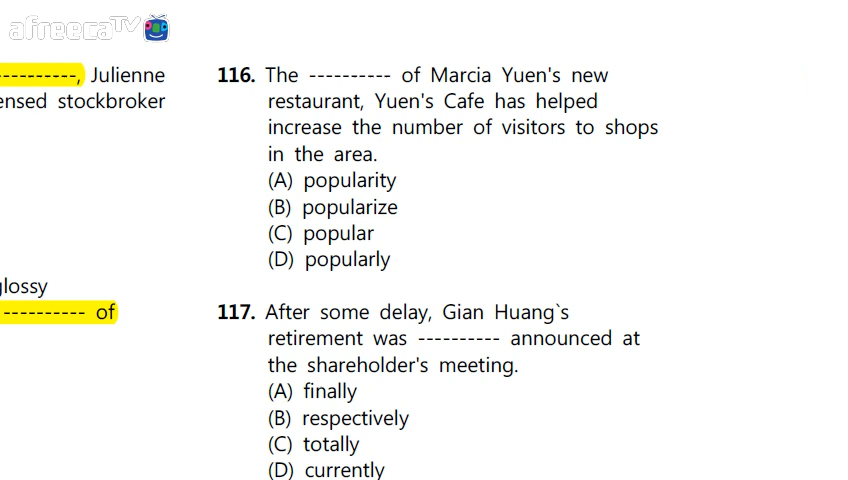 afreecaTV
----------, Julienne
ensed stockbroker
glossy
---------- of
116. The ---------- of Marcia Yuen's new
restaurant, Yuen's Cafe has helped
increase the number of visitors to shops
in the area.
(A) popularity
(B) popularize
(C) popular
(D) popularly
117. After some delay, Gian Huang`s
retirement was ---------- announced at
the shareholder's meeting.
(A) finally
(B) respectively
(C) totally
(D) currently